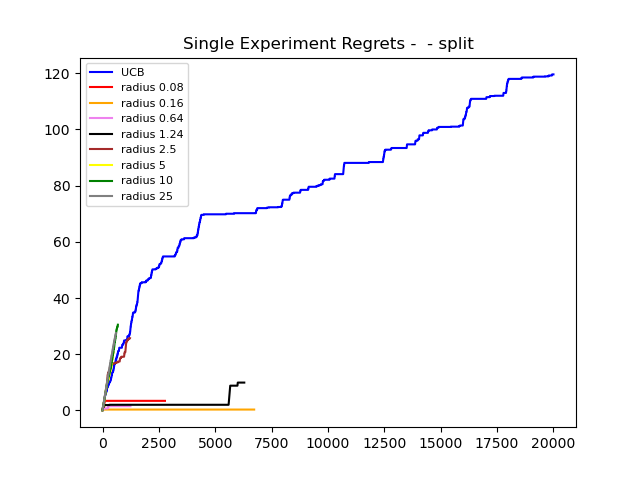 Single Experiment Regrets -  - split
UCB
radius 0.08
radius 0.16
radius 0.64
radius 1.24
radius 2.5
radius 5
radius 10
radius 25
120
100
80
60
40
20
0
0 2500 5000 7500 10000 12500 15000 17500 20000